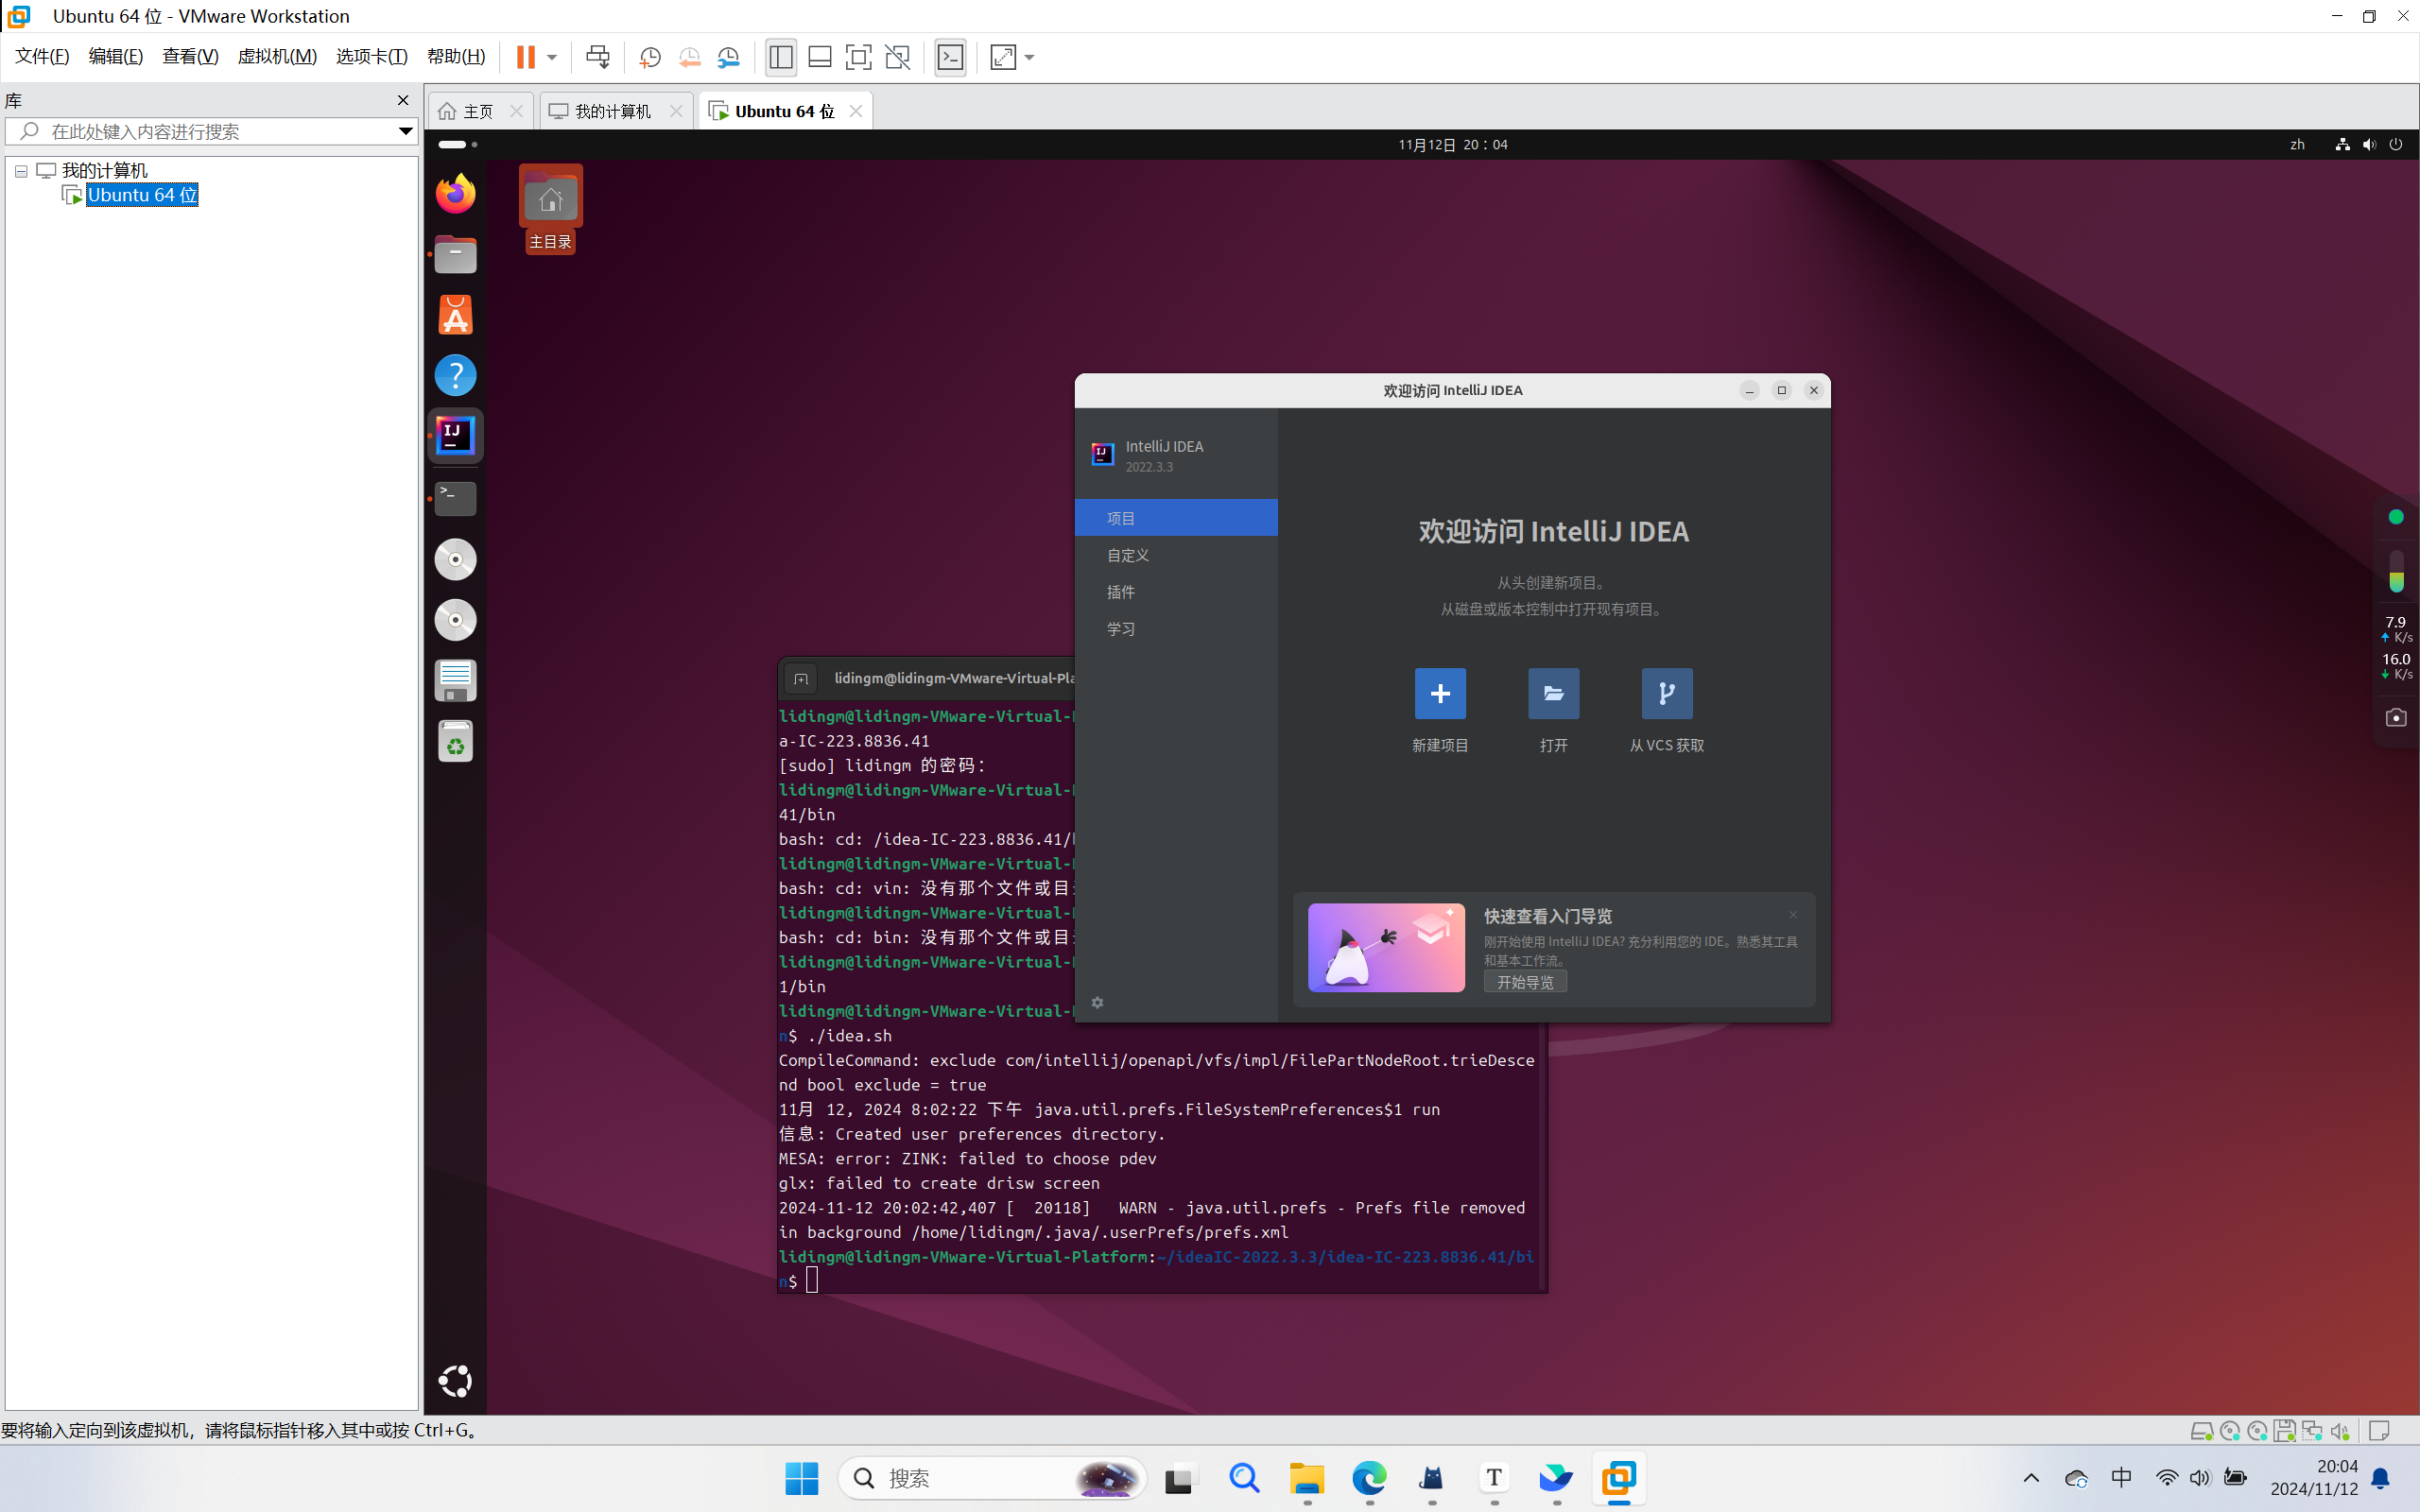 Ubuntu 64 位 - VMware Workstation
文件(F) 编辑(E) 查看(V) 虚拟机(M) 选项卡(T) 帮助(H)
库
在此处键入内容进行搜索
我的计算机
Ubuntu 64 位
主页 我的计算机 Ubuntu 64 位
11月12日 20：04
zh
主目录
欢迎访问 IntelliJ IDEA
IntelliJ IDEA
2022.3.3
项目
自定义
插件
学习
欢迎访问 IntelliJ IDEA
从头创建新项目。
从磁盘或版本控制中打开现有项目。
新建项目 打开 从 VCS 获取
快速查看入门导览
刚开始使用 IntelliJ IDEA? 充分利用您的 IDE。熟悉其工具
和基本工作流。
开始导览
lidingm@lidingm-VMware-Virtual-Pla
lidingm@lidingm-VMware-Virtual-
a-IC-223.8836.41
[sudo] lidingm 的密码：
lidingm@lidingm-VMware-Virtual-
41/bin
bash: cd: /idea-IC-223.8836.41/
lidingm@lidingm-VMware-Virtual-
bash: cd: vin: 没有那个文件或目
lidingm@lidingm-VMware-Virtual-
bash: cd: bin: 没有那个文件或目
lidingm@lidingm-VMware-Virtual-
1/bin
lidingm@lidingm-VMware-Virtual-
n$ ./idea.sh
CompileCommand: exclude com/intellij/openapi/vfs/impl/FilePartNodeRoot.trieDesce
nd bool exclude = true
11月 12, 2024 8:02:22 下午 java.util.prefs.FileSystemPreferences$1 run
信息: Created user preferences directory.
MESA: error: ZINK: failed to choose pdev
glx: failed to create drisw screen
2024-11-12 20:02:42,407 [  20118]   WARN - java.util.prefs - Prefs file removed
in background /home/lidingm/.java/.userPrefs/prefs.xml
lidingm@lidingm-VMware-Virtual-Platform:~/ideaIC-2022.3.3/idea-IC-223.8836.41/bi
n$
7.9
K/s
16.0
K/s
要将输入定向到该虚拟机，请将鼠标指针移入其中或按 Ctrl+G。
搜索
中
20:04
2024/11/12